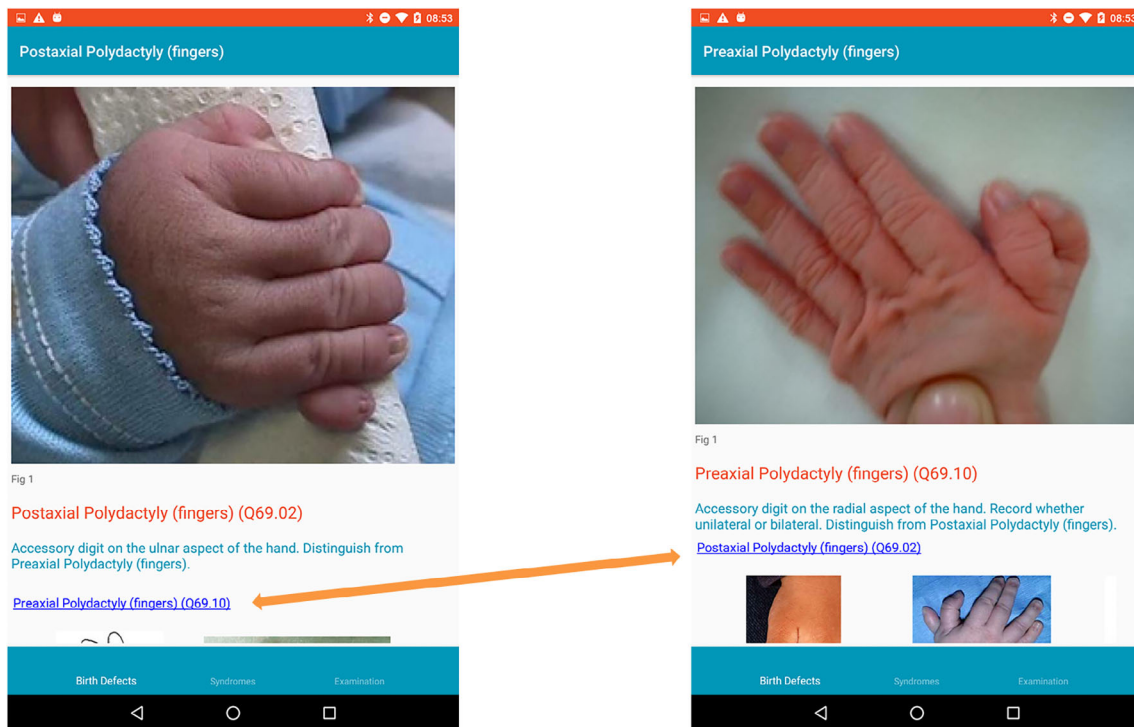 08:53
Postaxial Polydactyly (fingers)
Fig 1
Postaxial Polydactyly (fingers) (Q69.02)
Accessory digit on the ulnar aspect of the hand. Distinguish from
Preaxial Polydactyly (fingers).
Preaxial Polydactyly (fingers) (Q69.10)
Birth Defects
Syndromes
Examination
08:53
Preaxial Polydactyly (fingers)
Fig 1
Preaxial Polydactyly (fingers) (Q69.10)
Accessory digit on the radial aspect of the hand. Record whether
unilateral or bilateral. Distinguish from Postaxial Polydactyly (fingers).
Postaxial Polydactyly (fingers) (Q69.02)
Birth Defects
Syndromes
Examination